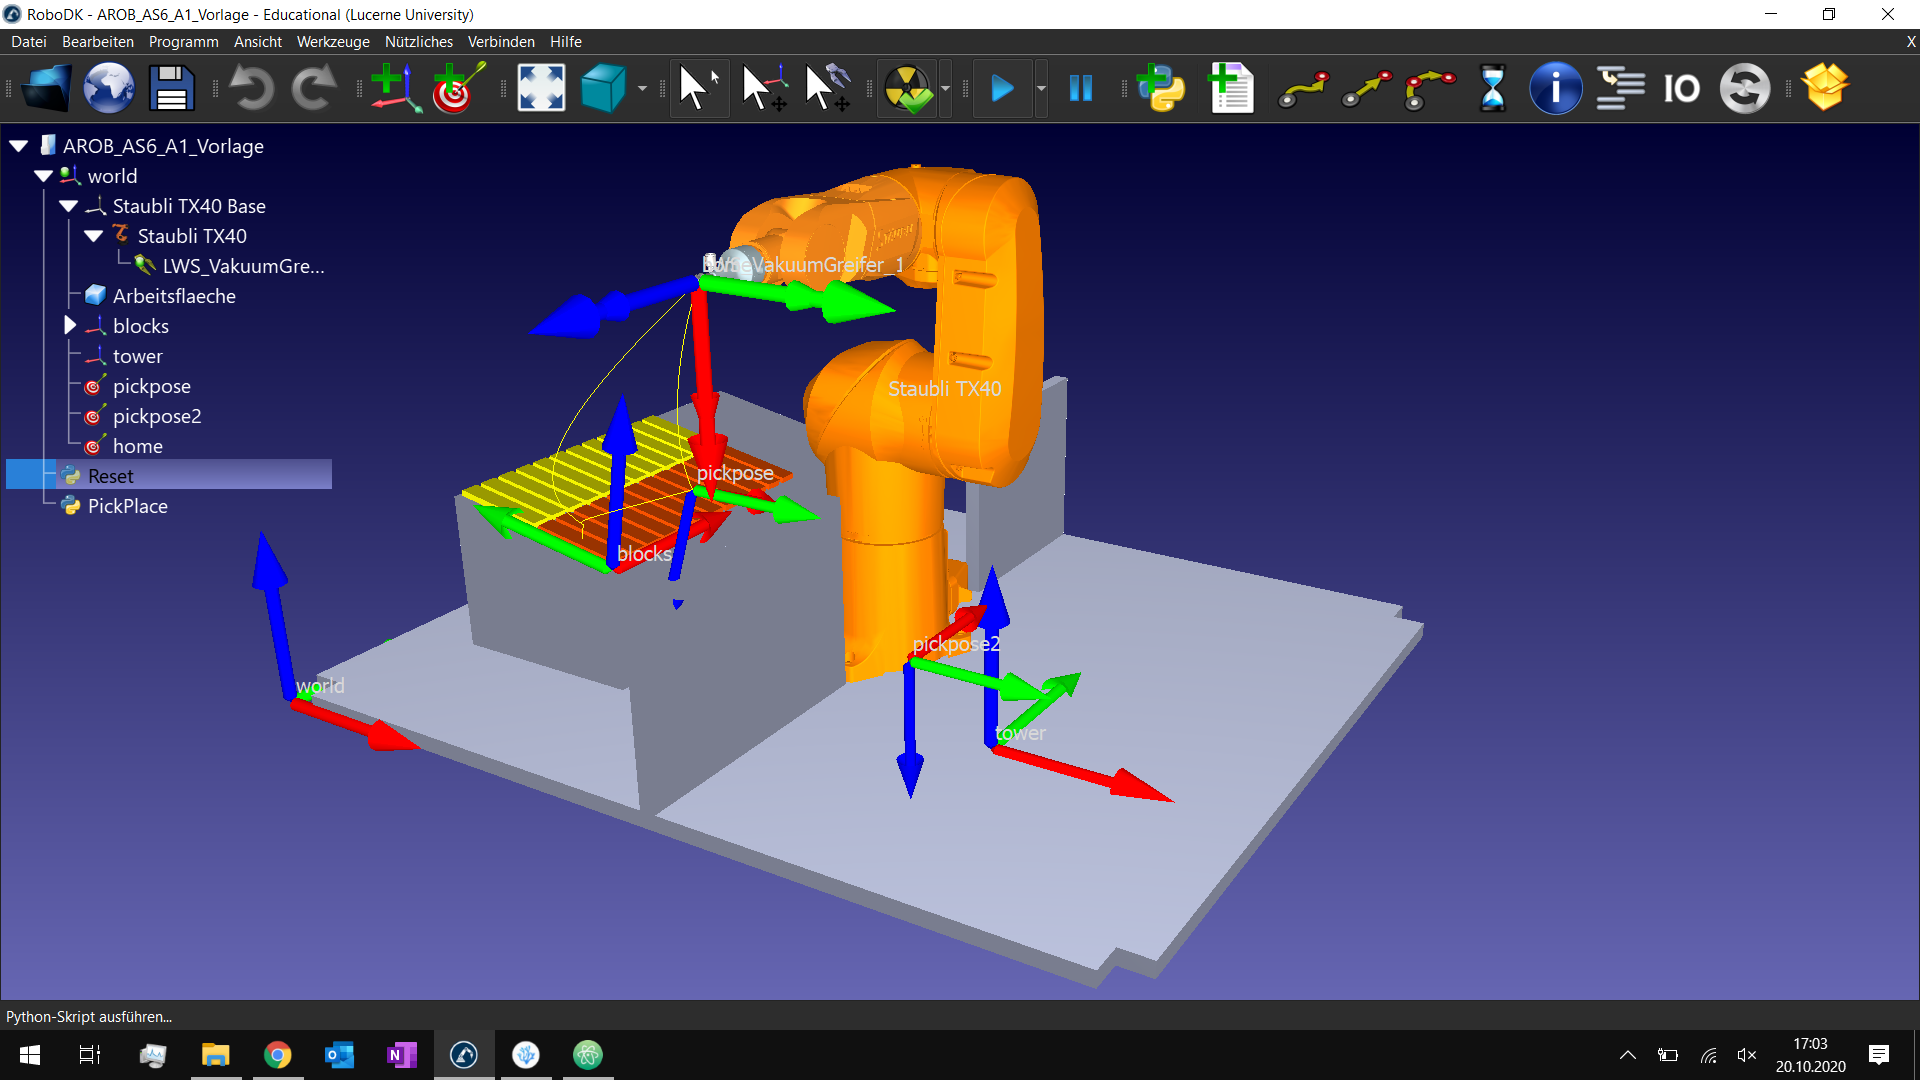 RoboDK - AROB_AS6_A1_Vorlage - Educational (Lucerne University)
Datei Bearbeiten Programm Ansicht Werkzeuge Nützliches Verbinden Hilfe X
IO
AROB_AS6_A1_Vorlage
world
Staubli TX40 Base
Staubli TX40
LWS_VakuumGre...
Arbeitsflaeche
blocks
tower
pickpose
pickpose2
home
Reset
PickPlace
VakuumGreifer_1
Staubli TX40
pickpose
blocks
pickpose2
world
tower
Python-Skript ausführen...
17:03
20.10.2020